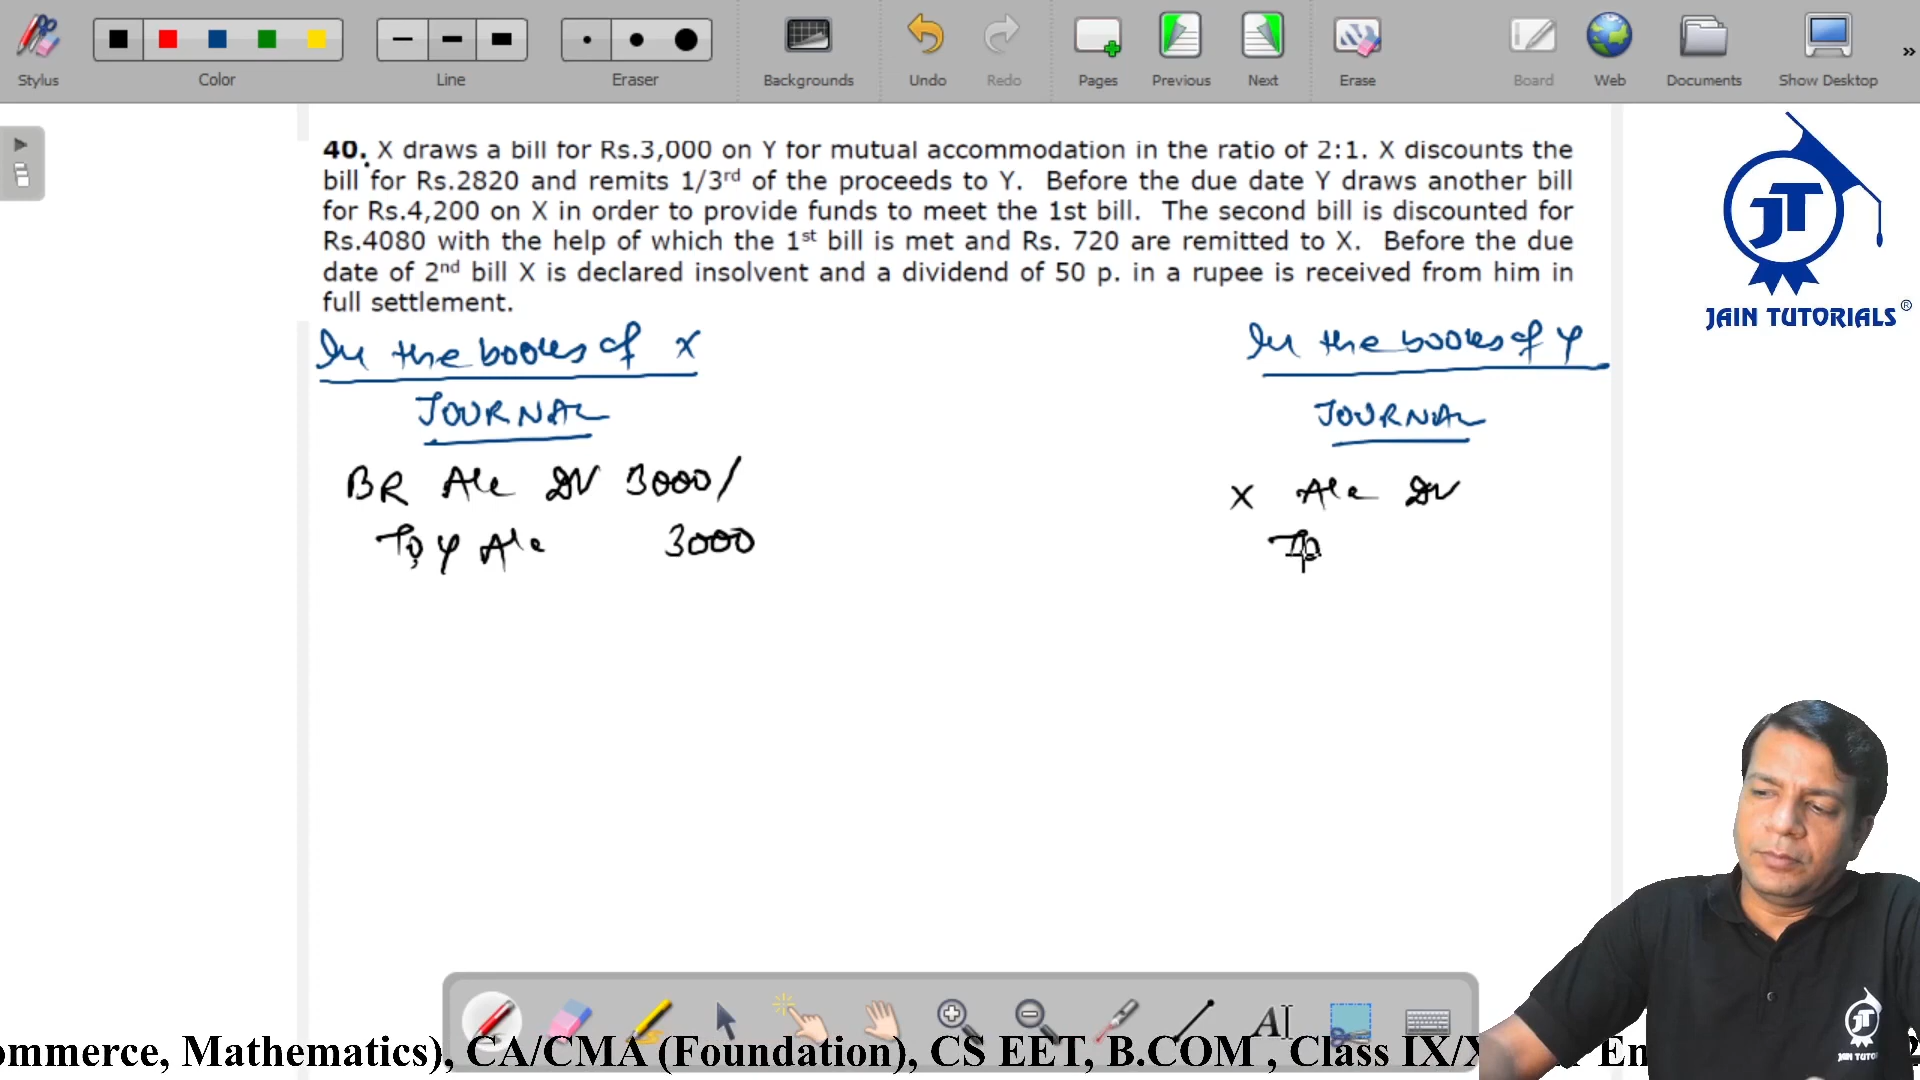 Stylus
Color
Line
Eraser
Backgrounds
Undo
Redo
Pages
Previous
Next
Erase
Board
Web
Documents
Show Desktop
»
40. X draws a bill for Rs.3,000 on Y for mutual accommodation in the ratio of 2:1. X discounts the
bill for Rs.2820 and remits 1/3rd of the proceeds to Y. Before the due date Y draws another bill
for Rs.4,200 on X in order to provide funds to meet the 1st bill. The second bill is discounted for
Rs.4080 with the help of which the 1st bill is met and Rs. 720 are remitted to X. Before the due
date of 2nd bill X is declared insolvent and a dividend of 50 p. in a rupee is received from him in
full settlement.
JT
JAIN TUTORIALS®
In the books of X
In the books of Y
JOURNAL
JOURNAL
BR A/c Dr 3000/
To Y A/c 3000
X A/c Dr
To
AI
JT
JAIN TUTO
ommerce, Mathematics), CA/CMA (Foundation), CS EET, B.COM , Class IX/X En